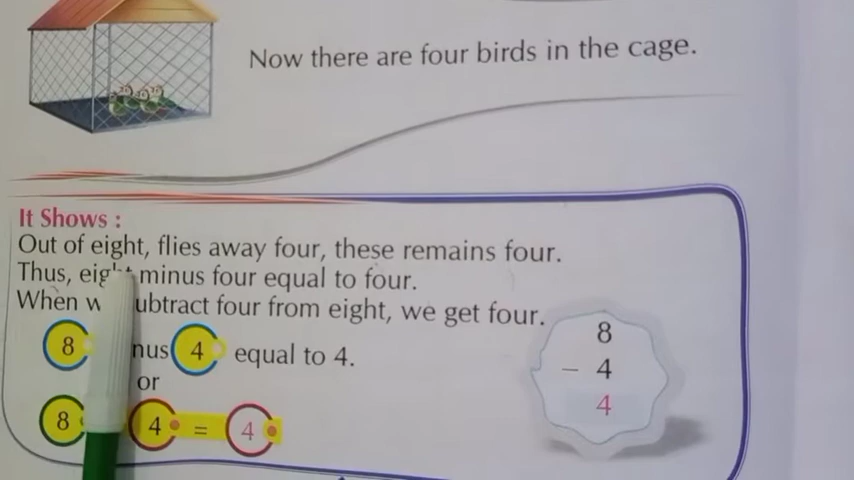 Now there are four birds in the cage.
It Shows :
Out of eight, flies away four, these remains four.
Thus, eight minus four equal to four.
When subtract four from eight, we get four.
8 4 equal to 4.
or
8 4 = 4
8
- 4
4